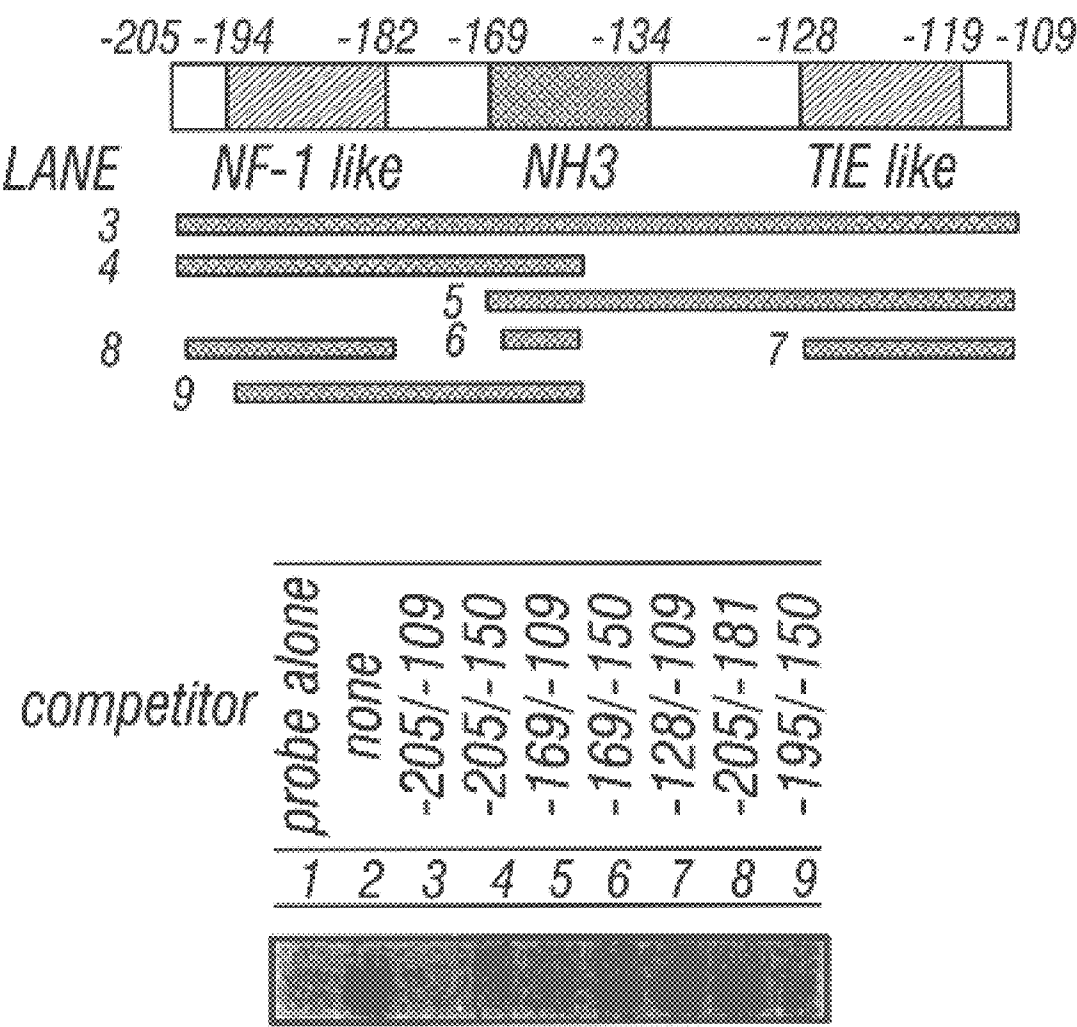 -205 -194 -182 -169 -134 -128 -119 -109
LANE NF-1 like NH3 TIE like
3
4
5
8 6 7
9
competitor
probe alone
none
-205/-109
-205/-150
-169/-109
-169/-150
-128/-109
-205/-181
-195/-150
1 2 3 4 5 6 7 8 9